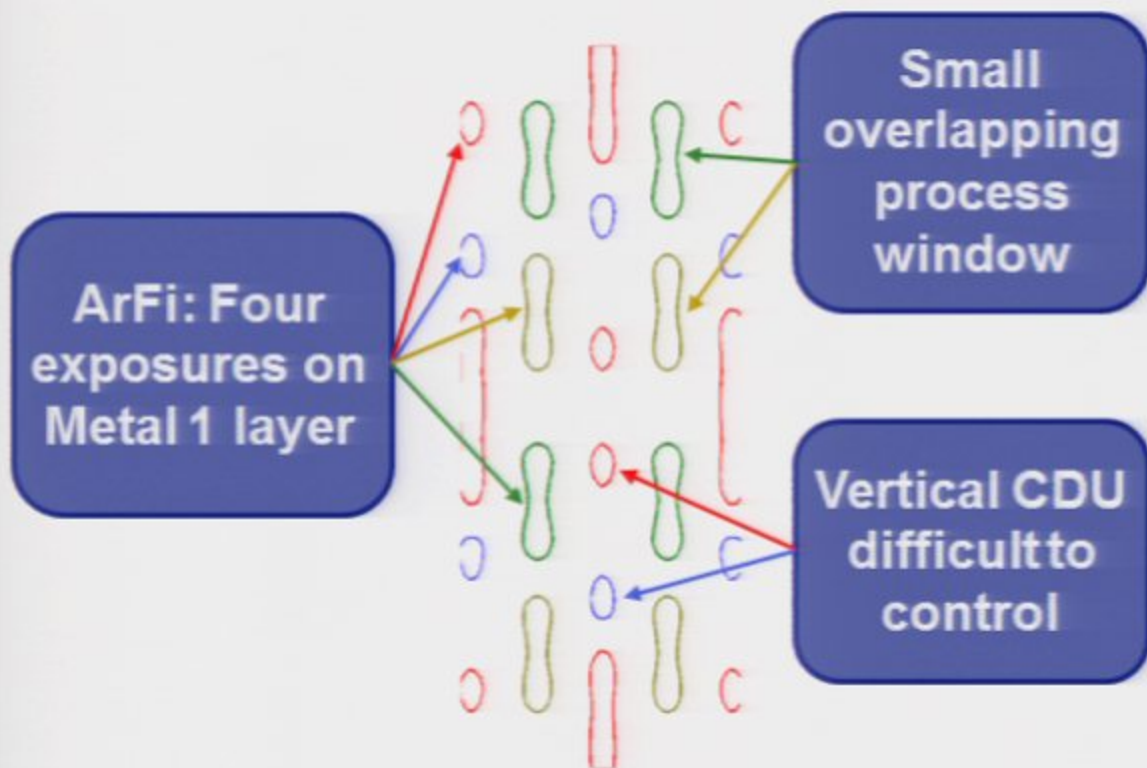 Small
overlapping
process
window
ArFi: Four
exposures on
Metal 1 layer
Vertical CDU
difficult to
control